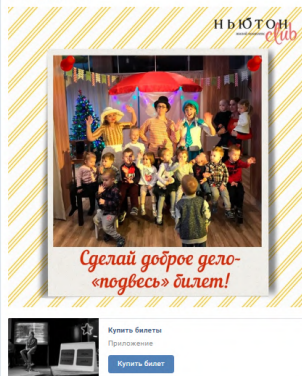 НЬЮТОН
club
Сделай доброе дело-
«подвесь» билет!
Купить билеты
Приложение
Купить билет